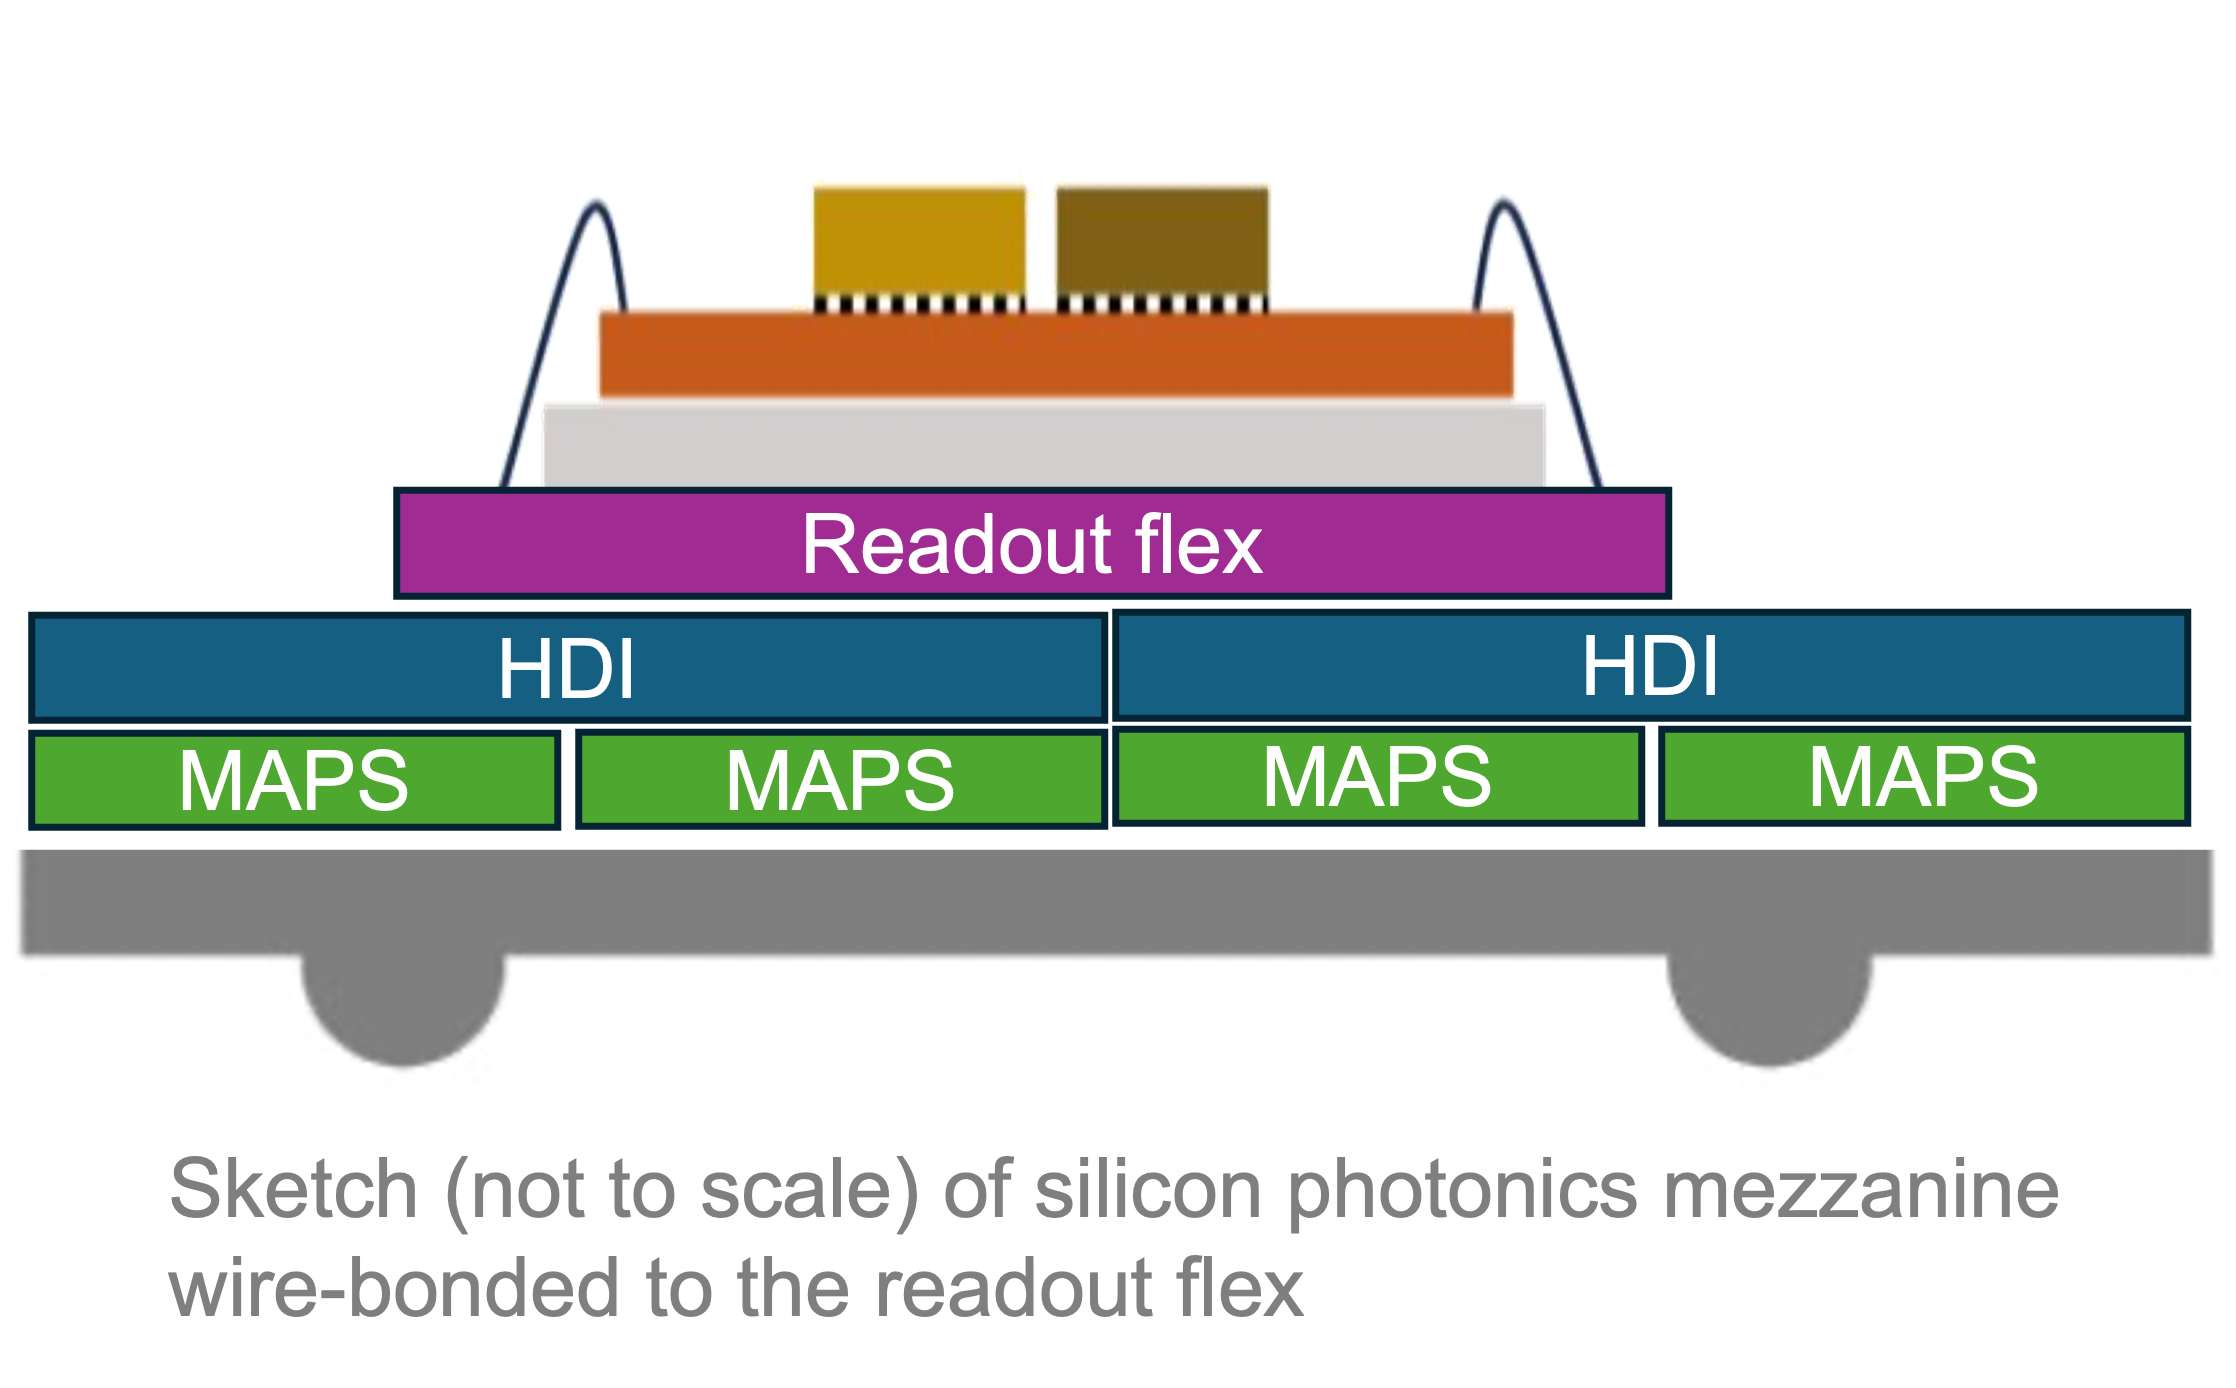 Readout flex
HDI
HDI
MAPS
MAPS
MAPS
MAPS
Sketch (not to scale) of silicon photonics mezzanine
wire-bonded to the readout flex